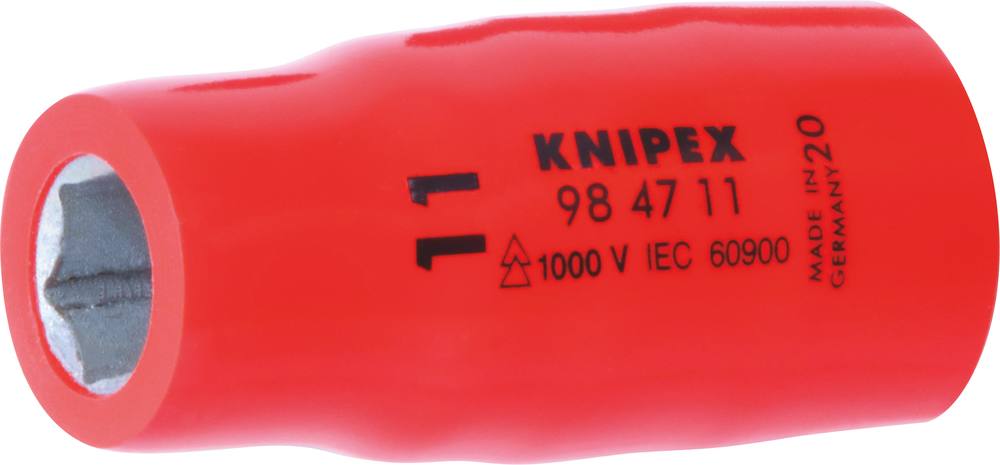 11
KNIPEX
98 47 11
1000 V IEC 60900
MADE IN
GERMANY
20